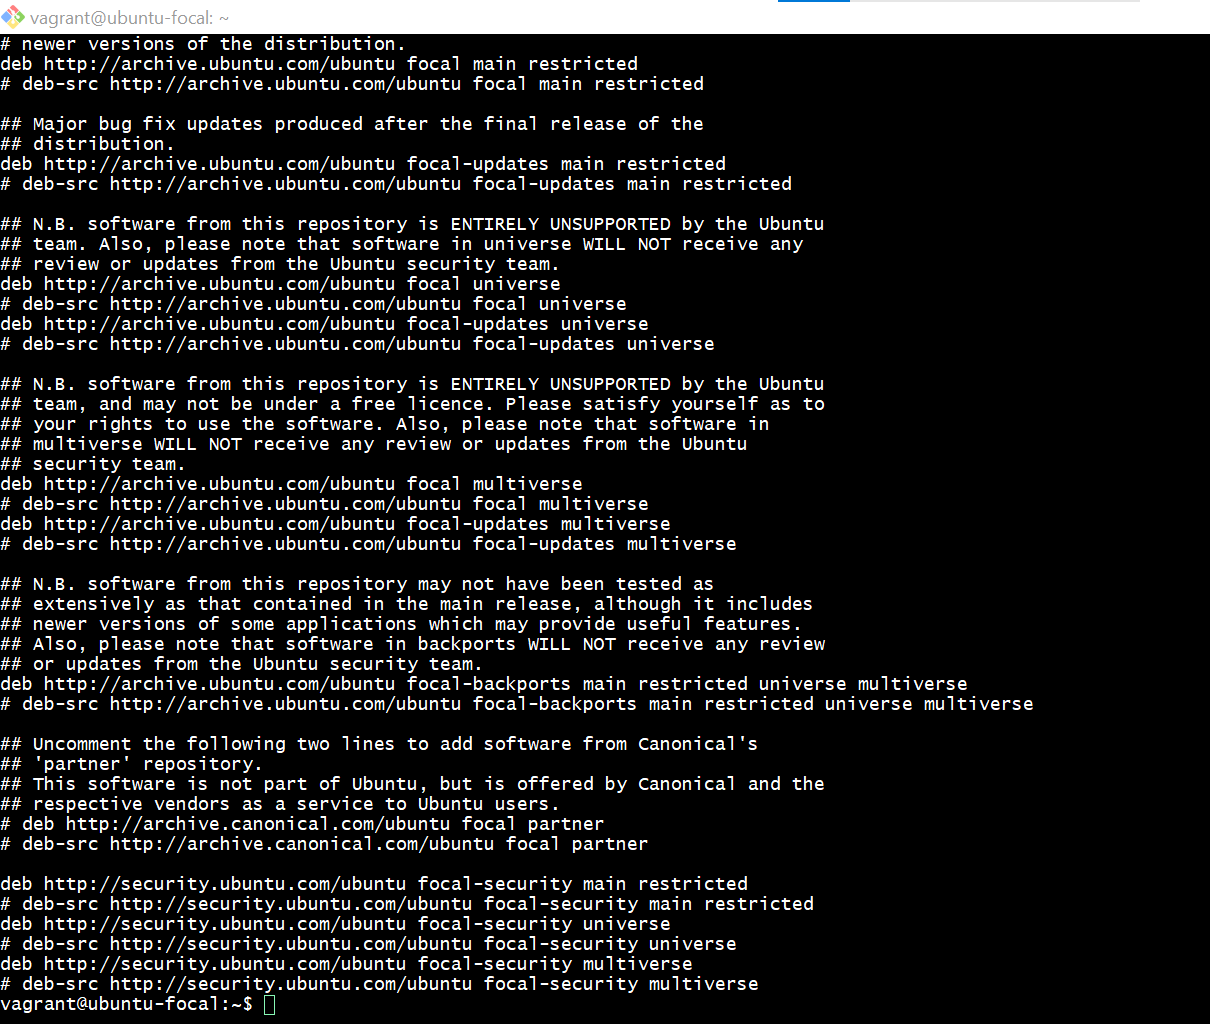 vagrant@ubuntu-focal: ~
# newer versions of the distribution.
deb http://archive.ubuntu.com/ubuntu focal main restricted
# deb-src http://archive.ubuntu.com/ubuntu focal main restricted

## Major bug fix updates produced after the final release of the
## distribution.
deb http://archive.ubuntu.com/ubuntu focal-updates main restricted
# deb-src http://archive.ubuntu.com/ubuntu focal-updates main restricted

## N.B. software from this repository is ENTIRELY UNSUPPORTED by the Ubuntu
## team. Also, please note that software in universe WILL NOT receive any
## review or updates from the Ubuntu security team.
deb http://archive.ubuntu.com/ubuntu focal universe
# deb-src http://archive.ubuntu.com/ubuntu focal universe
deb http://archive.ubuntu.com/ubuntu focal-updates universe
# deb-src http://archive.ubuntu.com/ubuntu focal-updates universe

## N.B. software from this repository is ENTIRELY UNSUPPORTED by the Ubuntu
## team, and may not be under a free licence. Please satisfy yourself as to
## your rights to use the software. Also, please note that software in
## multiverse WILL NOT receive any review or updates from the Ubuntu
## security team.
deb http://archive.ubuntu.com/ubuntu focal multiverse
# deb-src http://archive.ubuntu.com/ubuntu focal multiverse
deb http://archive.ubuntu.com/ubuntu focal-updates multiverse
# deb-src http://archive.ubuntu.com/ubuntu focal-updates multiverse

## N.B. software from this repository may not have been tested as
## extensively as that contained in the main release, although it includes
## newer versions of some applications which may provide useful features.
## Also, please note that software in backports WILL NOT receive any review
## or updates from the Ubuntu security team.
deb http://archive.ubuntu.com/ubuntu focal-backports main restricted universe multiverse
# deb-src http://archive.ubuntu.com/ubuntu focal-backports main restricted universe multiverse

## Uncomment the following two lines to add software from Canonical's
## 'partner' repository.
## This software is not part of Ubuntu, but is offered by Canonical and the
## respective vendors as a service to Ubuntu users.
# deb http://archive.canonical.com/ubuntu focal partner
# deb-src http://archive.canonical.com/ubuntu focal partner

deb http://security.ubuntu.com/ubuntu focal-security main restricted
# deb-src http://security.ubuntu.com/ubuntu focal-security main restricted
deb http://security.ubuntu.com/ubuntu focal-security universe
# deb-src http://security.ubuntu.com/ubuntu focal-security universe
deb http://security.ubuntu.com/ubuntu focal-security multiverse
# deb-src http://security.ubuntu.com/ubuntu focal-security multiverse
vagrant@ubuntu-focal:~$